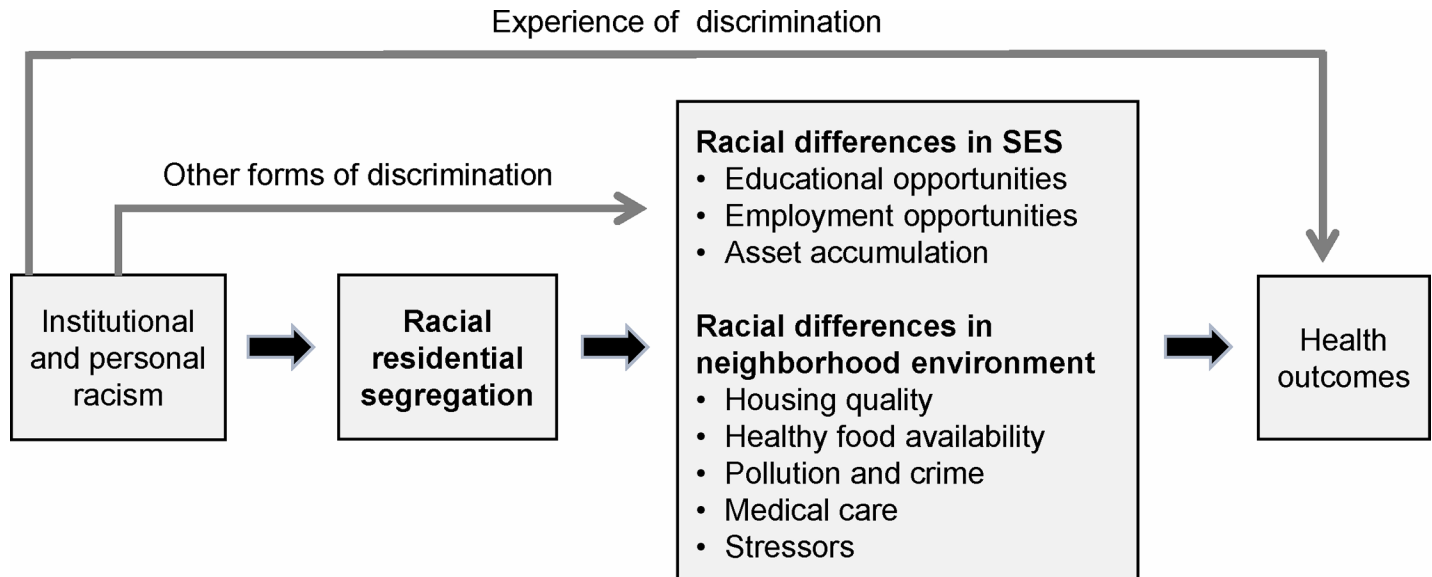 Experience of discrimination
Other forms of discrimination
Institutional
and personal
racism
Racial
residential
segregation
Racial differences in SES
• Educational opportunities
• Employment opportunities
• Asset accumulation
Racial differences in
neighborhood environment
• Housing quality
• Healthy food availability
• Pollution and crime
• Medical care
• Stressors
Health
outcomes